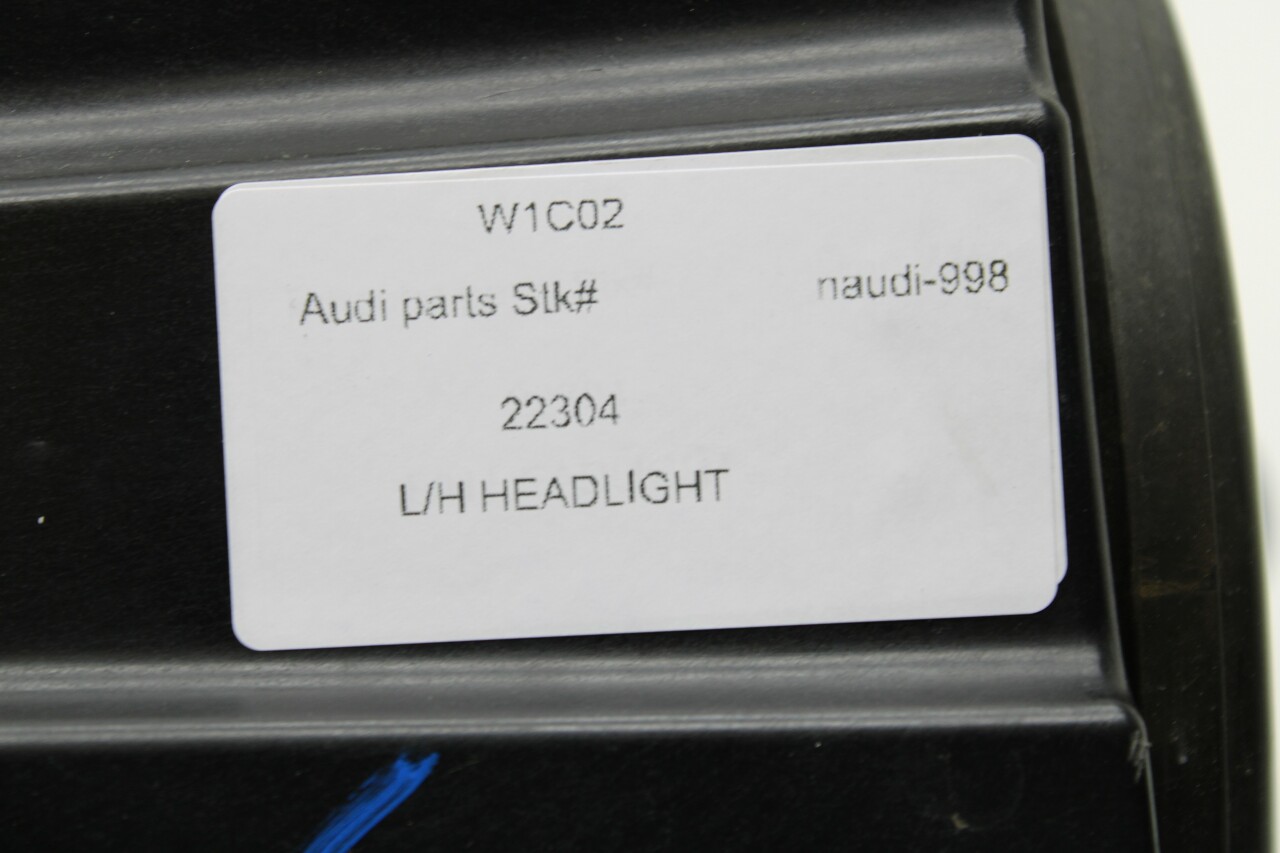 W1C02
Audi parts Stk# naudi-998
22304
L/H HEADLIGHT